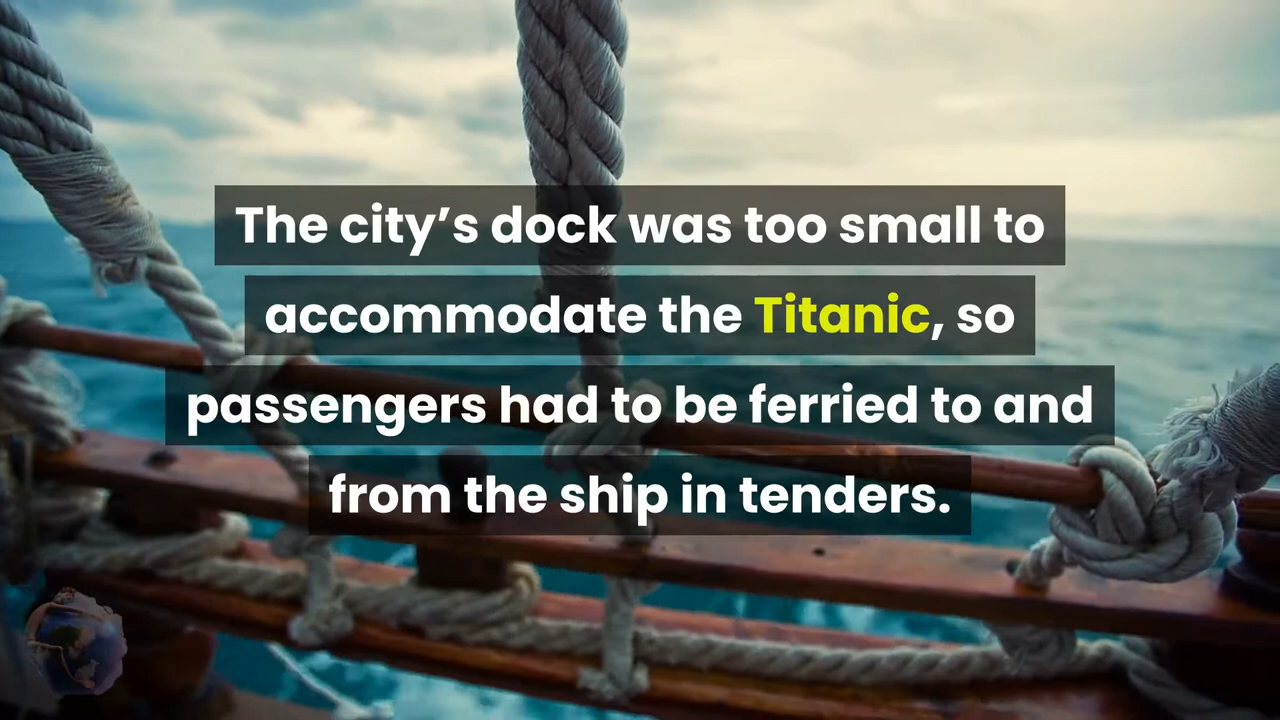 The city’s dock was too small to
accommodate the Titanic, so
passengers had to be ferried to and
from the ship in tenders.